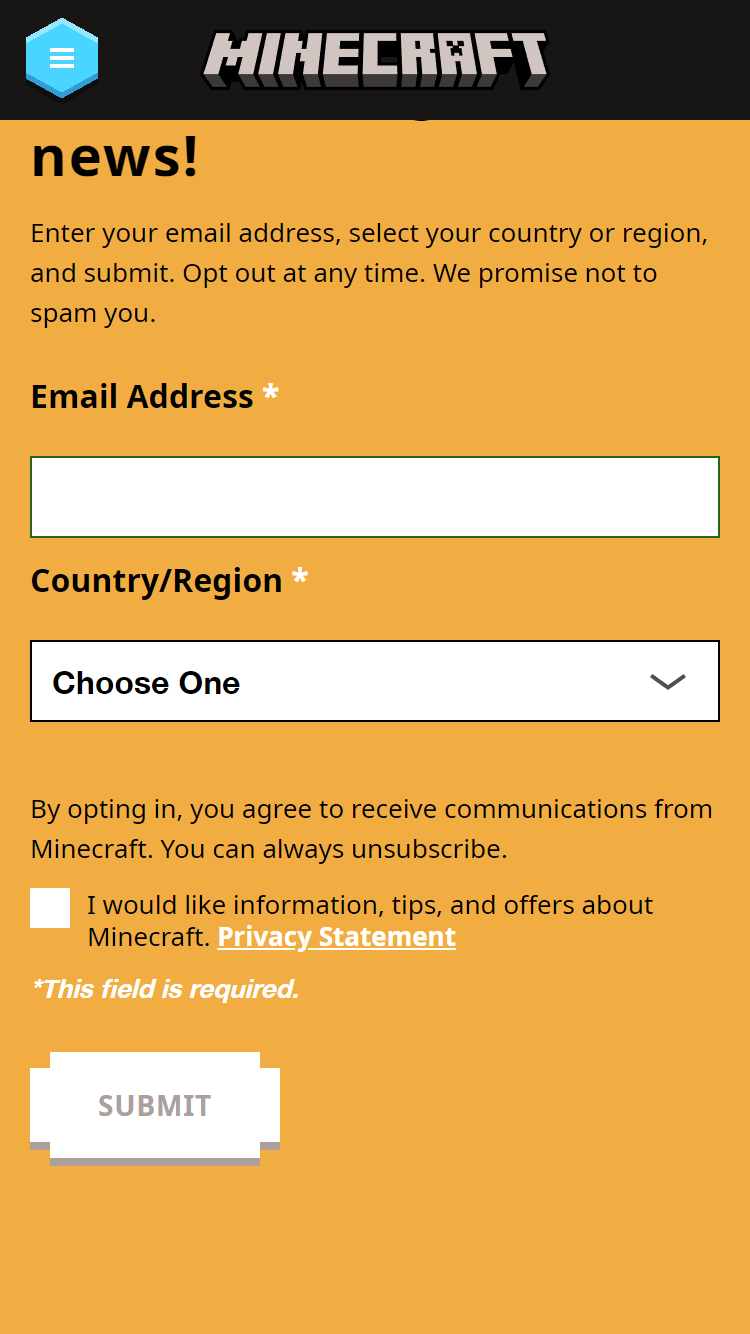 MINECRAFT
news!
Enter your email address, select your country or region,
and submit. Opt out at any time. We promise not to
spam you.
Email Address *
Country/Region *
Choose One
By opting in, you agree to receive communications from
Minecraft. You can always unsubscribe.
I would like information, tips, and offers about
Minecraft. Privacy Statement
*This field is required.
SUBMIT